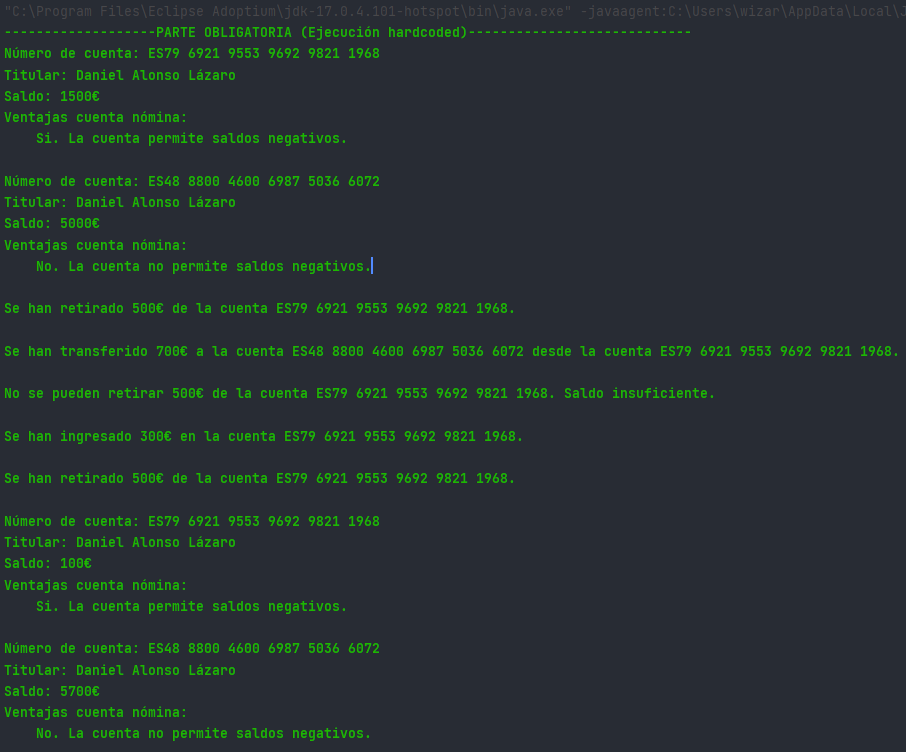 "C:\Program Files\Eclipse Adoptium\jdk-17.0.4.101-hotspot\bin\java.exe" -javaagent:C:\Users\wizar\AppData\Local\J
-------------------PARTE OBLIGATORIA (Ejecución hardcoded)----------------------------
Número de cuenta: ES79 6921 9553 9692 9821 1968
Titular: Daniel Alonso Lázaro
Saldo: 1500€
Ventajas cuenta nómina:
    Si. La cuenta permite saldos negativos.

Número de cuenta: ES48 8800 4600 6987 5036 6072
Titular: Daniel Alonso Lázaro
Saldo: 5000€
Ventajas cuenta nómina:
    No. La cuenta no permite saldos negativos.

Se han retirado 500€ de la cuenta ES79 6921 9553 9692 9821 1968.

Se han transferido 700€ a la cuenta ES48 8800 4600 6987 5036 6072 desde la cuenta ES79 6921 9553 9692 9821 1968.

No se pueden retirar 500€ de la cuenta ES79 6921 9553 9692 9821 1968. Saldo insuficiente.

Se han ingresado 300€ en la cuenta ES79 6921 9553 9692 9821 1968.

Se han retirado 500€ de la cuenta ES79 6921 9553 9692 9821 1968.

Número de cuenta: ES79 6921 9553 9692 9821 1968
Titular: Daniel Alonso Lázaro
Saldo: 100€
Ventajas cuenta nómina:
    Si. La cuenta permite saldos negativos.

Número de cuenta: ES48 8800 4600 6987 5036 6072
Titular: Daniel Alonso Lázaro
Saldo: 5700€
Ventajas cuenta nómina:
    No. La cuenta no permite saldos negativos.